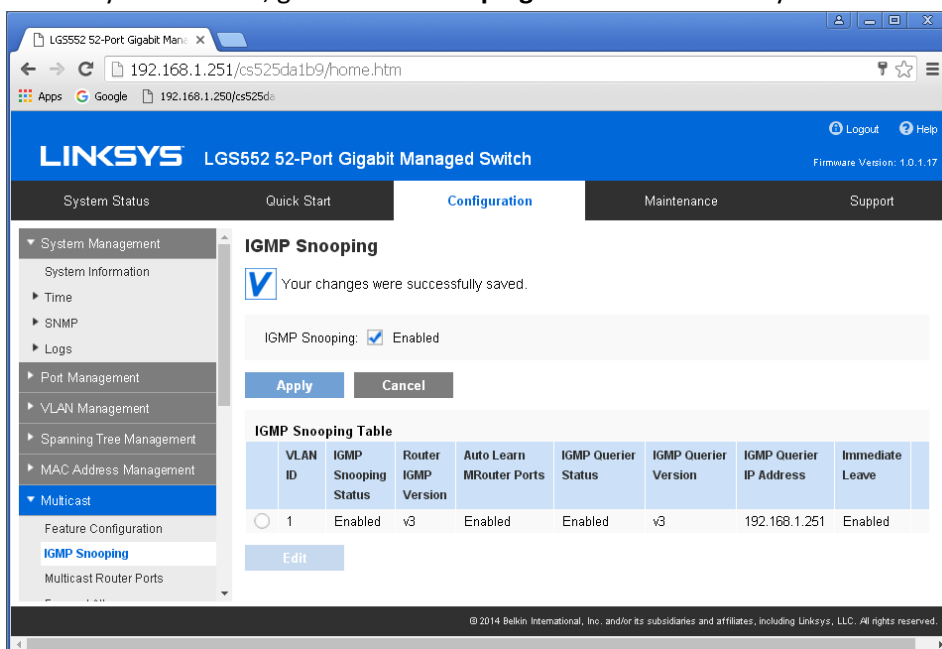 LGS552 52-Port Gigabit Mana
192.168.1.251/cs525da1b9/home.htm
Apps Google 192.168.1.250/cs525da
Logout Help
LINKSYS LGS552 52-Port Gigabit Managed Switch
Firmware Version: 1.0.1.17
System Status Quick Start Configuration Maintenance Support
System Management
System Information
Time
SNMP
Logs
Port Management
VLAN Management
Spanning Tree Management
MAC Address Management
Multicast
Feature Configuration
IGMP Snooping
Multicast Router Ports
IGMP Snooping
Your changes were successfully saved.
IGMP Snooping: Enabled
Apply Cancel
IGMP Snooping Table
VLAN ID IGMP Snooping Status Router IGMP Version Auto Learn MRouter Ports IGMP Querier Status IGMP Querier Version IGMP Querier IP Address Immediate Leave
1 Enabled v3 Enabled Enabled v3 192.168.1.251 Enabled
Edit
© 2014 Belkin International, Inc. and/or its subsidiaries and affiliates, including Linksys, LLC. All rights reserved.